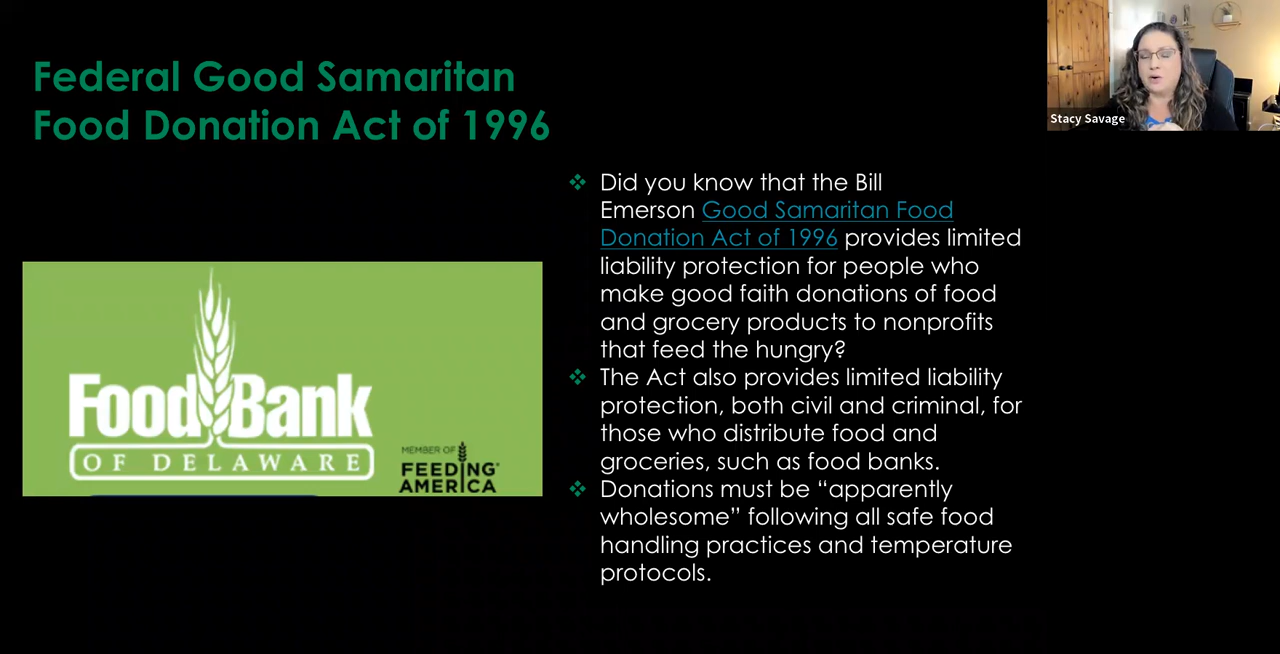 Federal Good Samaritan
Food Donation Act of 1996
Stacy Savage
Did you know that the Bill
Emerson Good Samaritan Food
Donation Act of 1996 provides limited
liability protection for people who
make good faith donations of food
and grocery products to nonprofits
that feed the hungry?
The Act also provides limited liability
protection, both civil and criminal, for
those who distribute food and
groceries, such as food banks.
Donations must be “apparently
wholesome” following all safe food
handling practices and temperature
protocols.
Food Bank
OF DELAWARE
MEMBER OF
FEEDING®
AMERICA